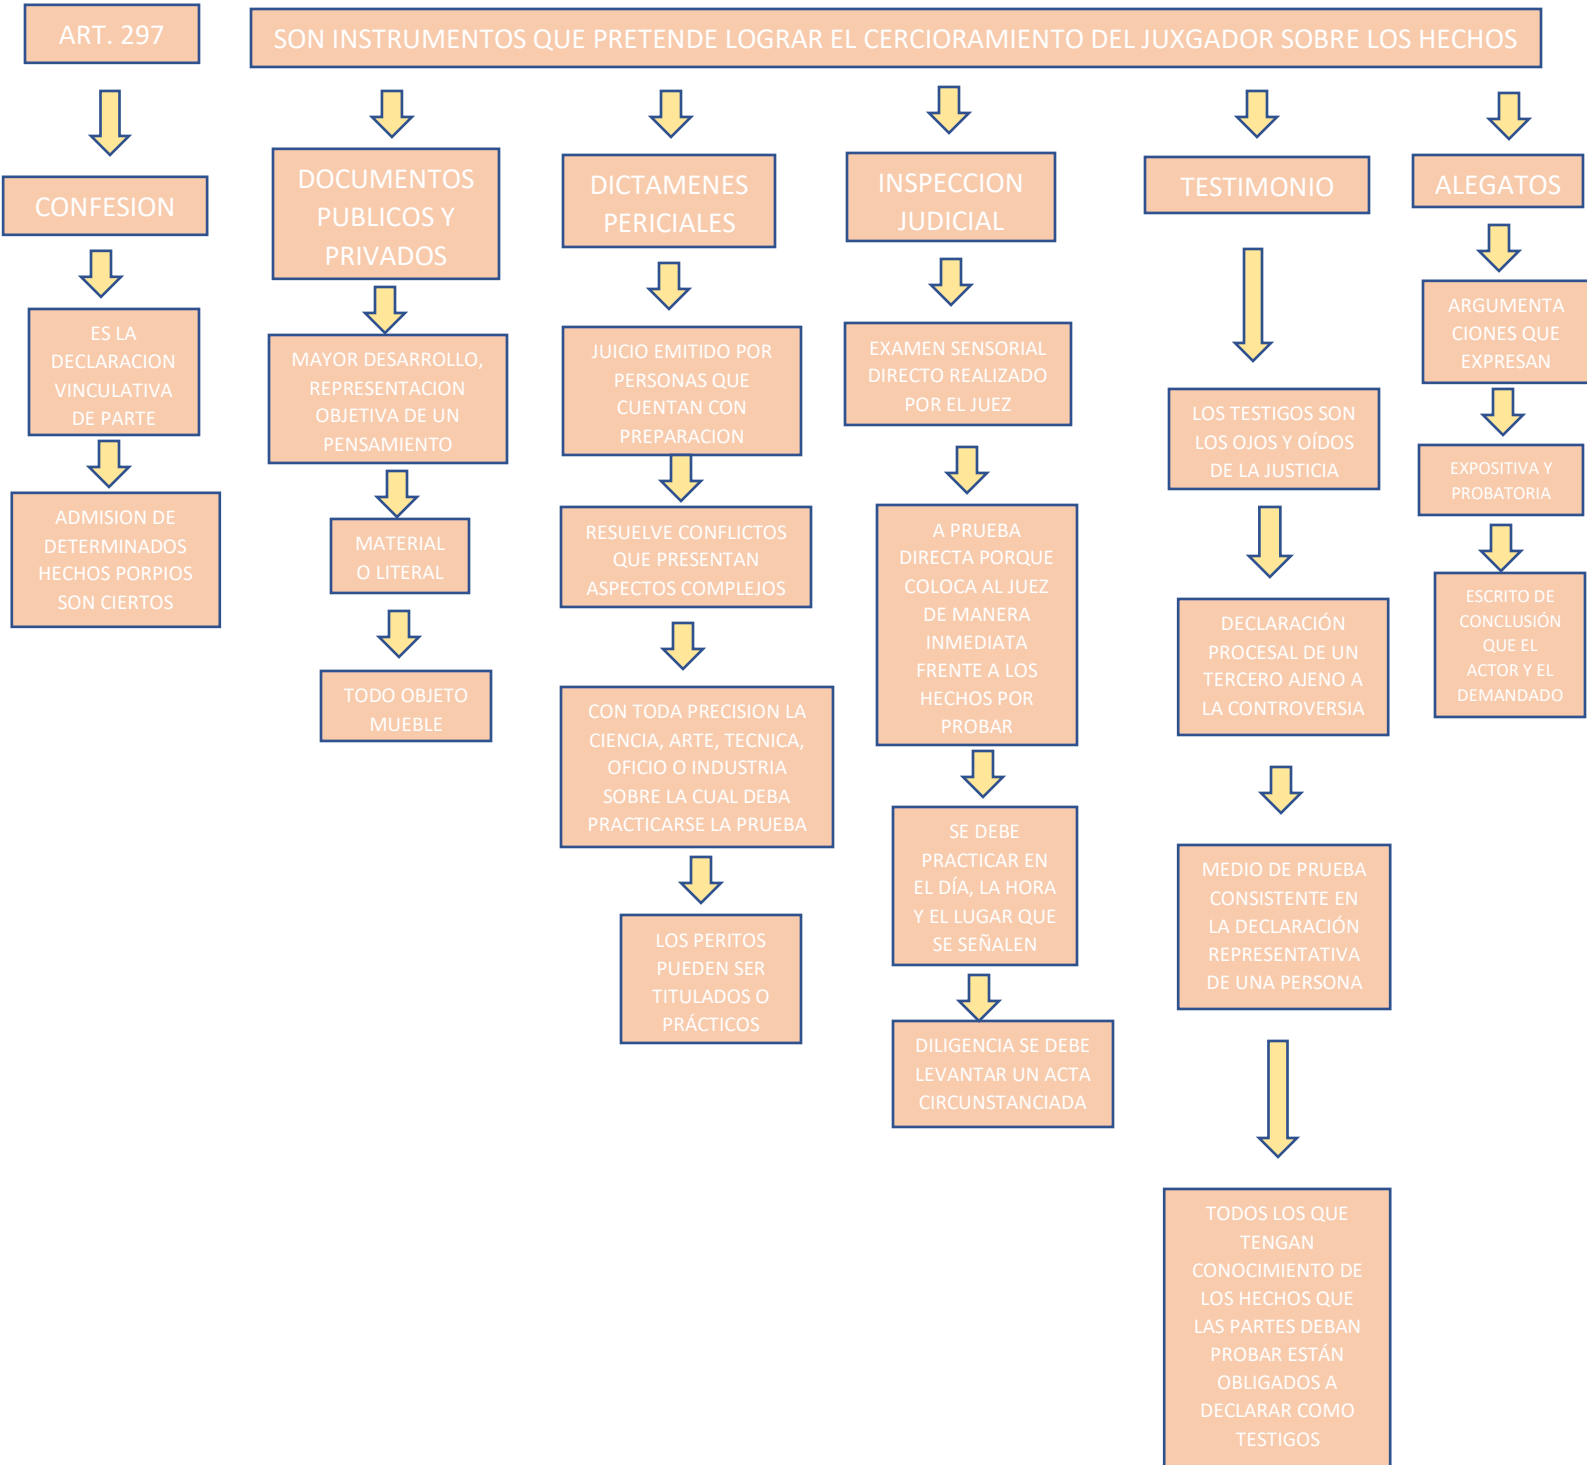 ART. 297
SON INSTRUMENTOS QUE PRETENDE LOGRAR EL CERCIORAMIENTO DEL JUXGADOR SOBRE LOS HECHOS
CONFESION
ES LA
DECLARACION
VINCULATIVA
DE PARTE
ADMISION DE
DETERMINADOS
HECHOS PORPIOS
SON CIERTOS
DOCUMENTOS
PUBLICOS Y
PRIVADOS
MAYOR DESARROLLO,
REPRESENTACION
OBJETIVA DE UN
PENSAMIENTO
MATERIAL
O LITERAL
TODO OBJETO
MUEBLE
DICTAMENES
PERICIALES
JUICIO EMITIDO POR
PERSONAS QUE
CUENTAN CON
PREPARACION
RESUELVE CONFLICTOS
QUE PRESENTAN
ASPECTOS COMPLEJOS
CON TODA PRECISION LA
CIENCIA, ARTE, TECNICA,
OFICIO O INDUSTRIA
SOBRE LA CUAL DEBA
PRACTICARSE LA PRUEBA
LOS PERITOS
PUEDEN SER
TITULADOS O
PRÁCTICOS
INSPECCION
JUDICIAL
EXAMEN SENSORIAL
DIRECTO REALIZADO
POR EL JUEZ
A PRUEBA
DIRECTA PORQUE
COLOCA AL JUEZ
DE MANERA
INMEDIATA
FRENTE A LOS
HECHOS POR
PROBAR
SE DEBE
PRACTICAR EN
EL DÍA, LA HORA
Y EL LUGAR QUE
SE SEÑALEN
DILIGENCIA SE DEBE
LEVANTAR UN ACTA
CIRCUNSTANCIADA
TESTIMONIO
LOS TESTIGOS SON
LOS OJOS Y OÍDOS
DE LA JUSTICIA
DECLARACIÓN
PROCESAL DE UN
TERCERO AJENO A
LA CONTROVERSIA
MEDIO DE PRUEBA
CONSISTENTE EN
LA DECLARACIÓN
REPRESENTATIVA
DE UNA PERSONA
TODOS LOS QUE
TENGAN
CONOCIMIENTO DE
LOS HECHOS QUE
LAS PARTES DEBAN
PROBAR ESTÁN
OBLIGADOS A
DECLARAR COMO
TESTIGOS
ALEGATOS
ARGUMENTA
CIONES QUE
EXPRESAN
EXPOSITIVA Y
PROBATORIA
ESCRITO DE
CONCLUSIÓN
QUE EL
ACTOR Y EL
DEMANDADO